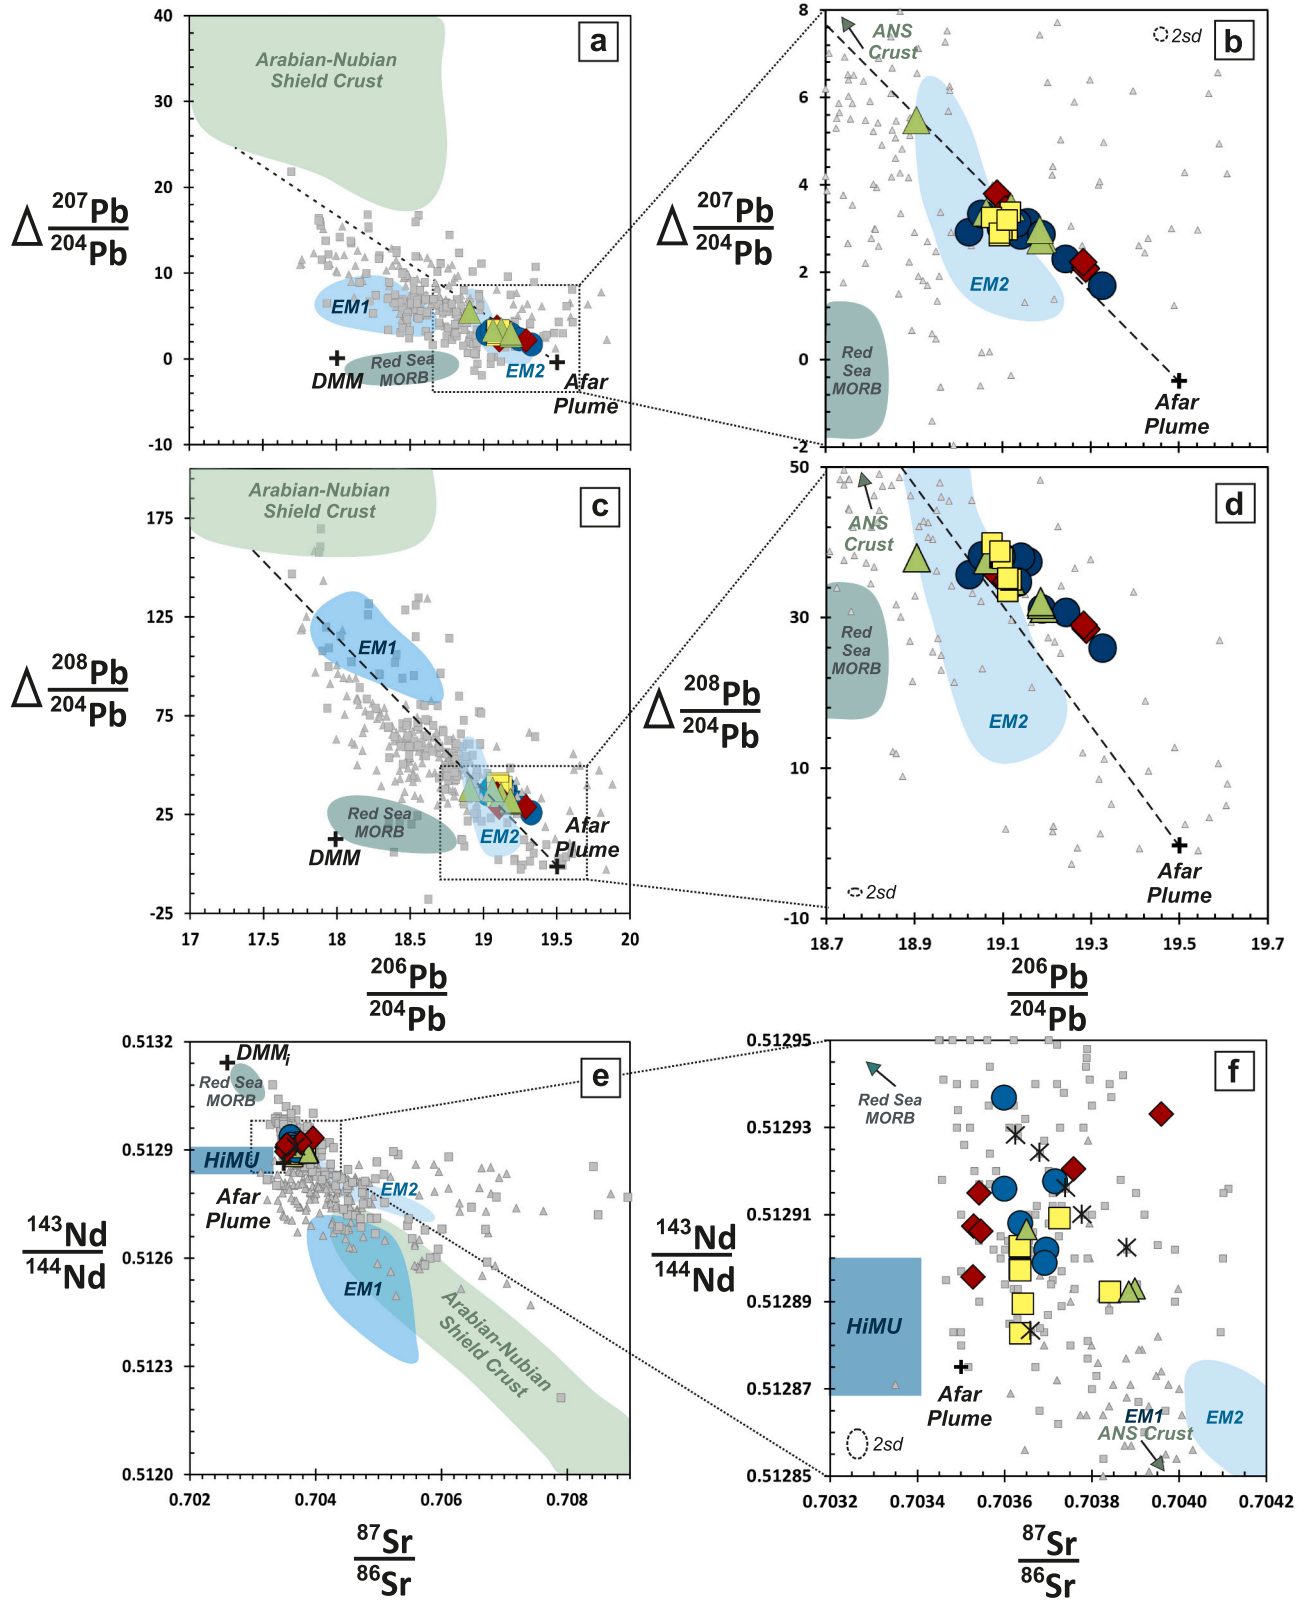 40
30
20
10
0
-10
Δ 207Pb
204Pb
Arabian-Nubian
Shield Crust
a
EM1
Red Sea
MORB
DMM
EM2
Afar
Plume
8
6
4
2
0
-2
Δ 207Pb
204Pb
ANS
Crust
2sd
b
EM2
Red
Sea
MORB
Afar
Plume
175
125
75
25
-25
Δ 208Pb
204Pb
Arabian-Nubian
Shield Crust
c
EM1
Red Sea
MORB
DMM
EM2
Afar
Plume
17
17.5
18
18.5
19
19.5
20
206Pb
204Pb
50
30
10
-10
Δ 208Pb
204Pb
ANS
Crust
d
Red
Sea
MORB
EM2
Afar
Plume
2sd
18.7
18.9
19.1
19.3
19.5
19.7
206Pb
204Pb
0.5132
0.5129
0.5126
0.5123
0.5120
143Nd
144Nd
DMMi
Red Sea
MORB
e
HiMU
Afar
Plume
EM2
EM1
Arabian-Nubian
Shield Crust
0.702
0.704
0.706
0.708
87Sr
86Sr
0.51295
0.51293
0.51291
0.51289
0.51287
0.51285
143Nd
144Nd
Red Sea
MORB
f
HiMU
Afar
Plume
2sd
EM1
ANS Crust
EM2
0.7032
0.7034
0.7036
0.7038
0.7040
0.7042
87Sr
86Sr